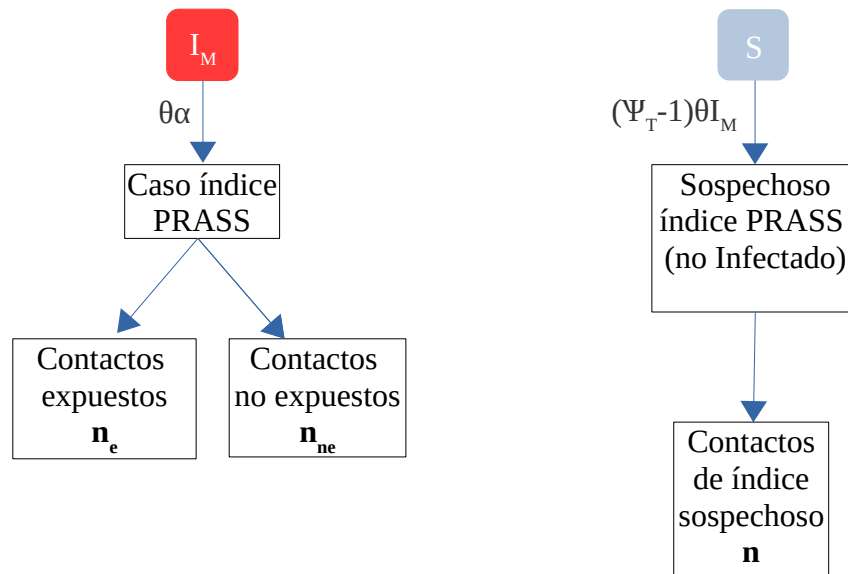 I_M
θα
Caso índice
PRASS
Contactos
expuestos
n_e
Contactos
no expuestos
n_ne
S
(Ψ_T-1)θI_M
Sospechoso
índice PRASS
(no Infectado)
Contactos
de índice
sospechoso
n